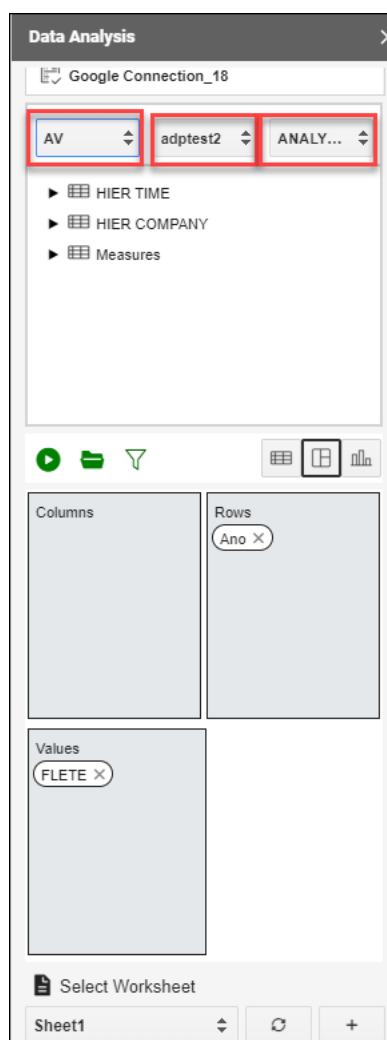 Data Analysis
Google Connection_18
AV adptest2 ANALY...
HIER TIME
HIER COMPANY
Measures
Columns Rows
Ano
Values
FLETE
Select Worksheet
Sheet1